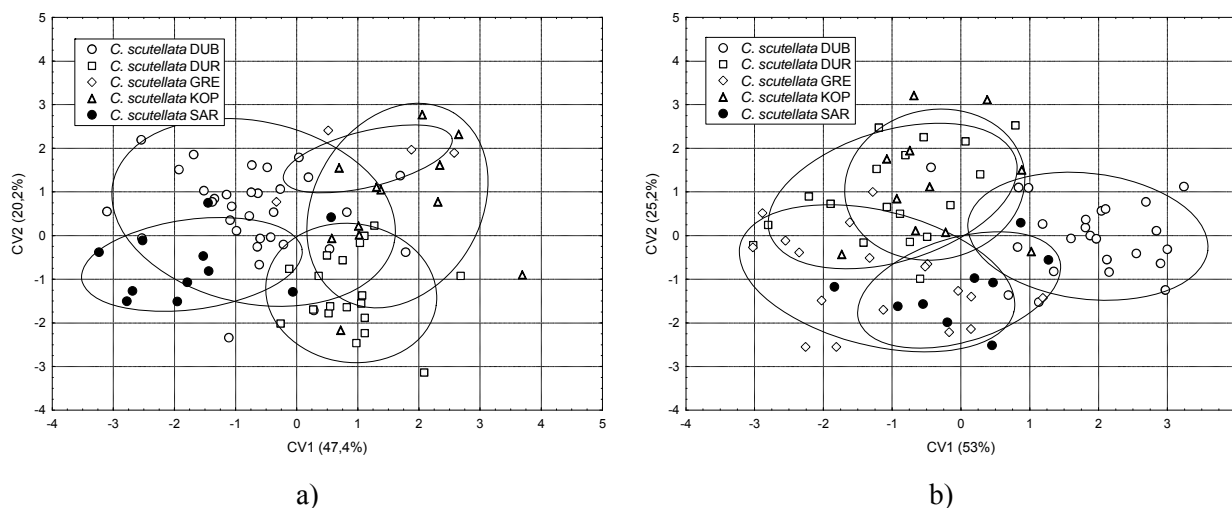 5
4
3
2
1
0
-1
-2
-3
-4
CV2 (20,2%)
C. scutellata DUB
C. scutellata DUR
C. scutellata GRE
C. scutellata KOP
C. scutellata SAR
-4 -3 -2 -1 0 1 2 3 4 5
CV1 (47,4%)
a)
5
4
3
2
1
0
-1
-2
-3
-4
CV2 (25,2%)
C. scutellata DUB
C. scutellata DUR
C. scutellata GRE
C. scutellata KOP
C. scutellata SAR
-4 -3 -2 -1 0 1 2 3
CV1 (53%)
b)